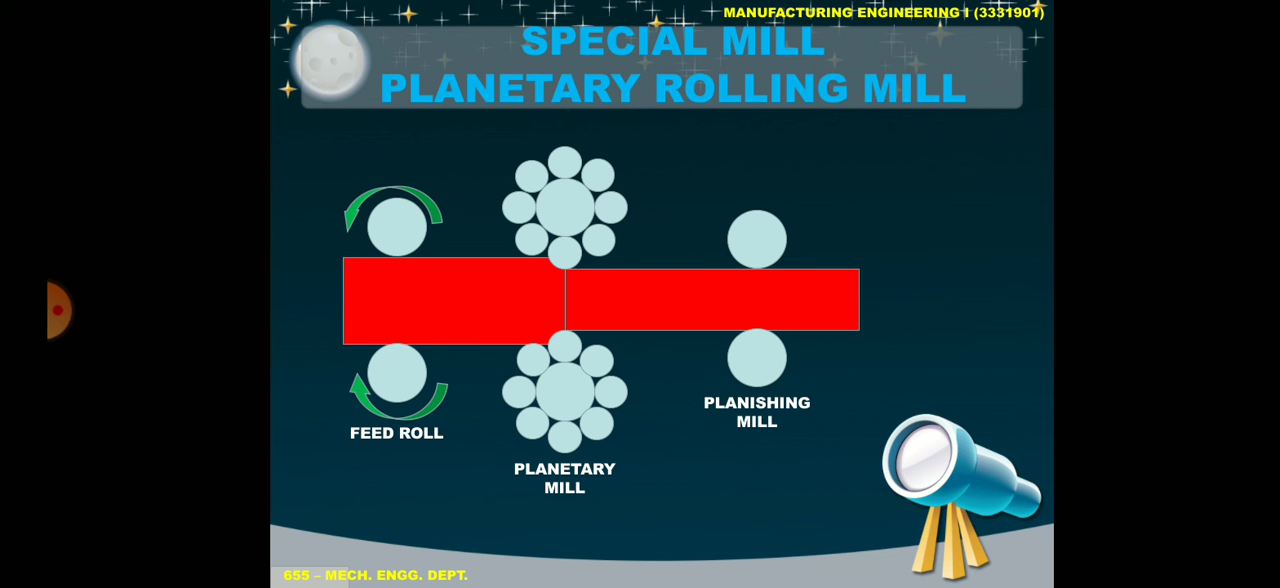 MANUFACTURING ENGINEERING I (3331901)
SPECIAL MILL
PLANETARY ROLLING MILL
PLANISHING
MILL
FEED ROLL
PLANETARY
MILL
655 – MECH. ENGG. DEPT.